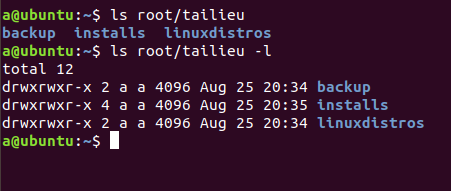 a@ubuntu:~$ ls root/tailieu
backup  installs  linuxdistros
a@ubuntu:~$ ls root/tailieu -l
total 12
drwxrwxr-x 2 a a 4096 Aug 25 20:34 backup
drwxrwxr-x 4 a a 4096 Aug 25 20:35 installs
drwxrwxr-x 2 a a 4096 Aug 25 20:34 linuxdistros
a@ubuntu:~$